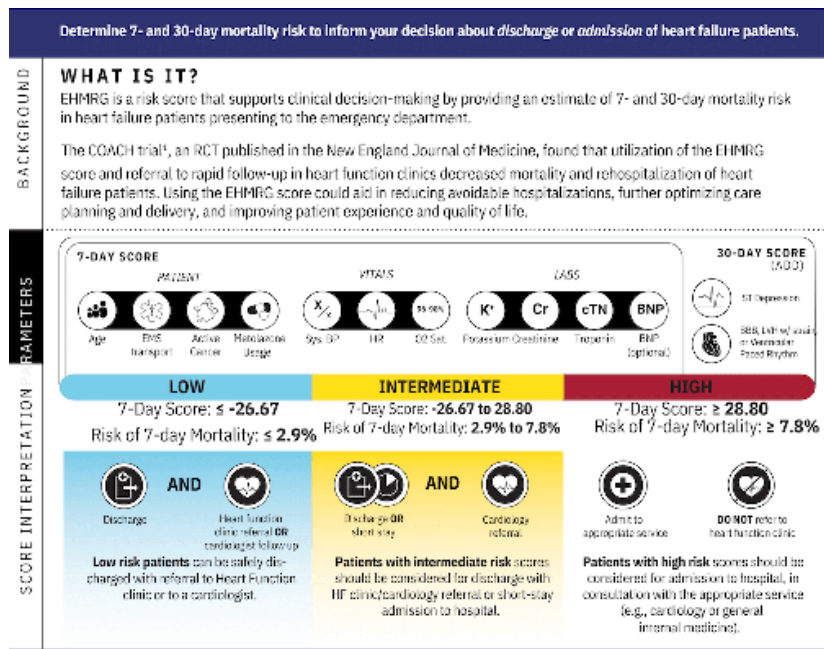 Determine 7- and 30-day mortality risk to inform your decision about discharge or admission of heart failure patients.
BACKGROUND
WHAT IS IT?
EHMRG is a risk score that supports clinical decision-making by providing an estimate of 7- and 30-day mortality risk
in heart failure patients presenting to the emergency department.
The COACH trial¹, an RCT published in the New England Journal of Medicine, found that utilization of the EHMRG
score and referral to rapid follow-up in heart function clinics decreased mortality and rehospitalization of heart
failure patients. Using the EHMRG score could aid in reducing avoidable hospitalizations, further optimizing care
planning and delivery, and improving patient experience and quality of life.
PARAMETERS
7-DAY SCORE
PATIENT
VITALS
LABS
30-DAY SCORE
(ADD)
X/Y
98-98%
K⁺
Cr
cTN
BNP
Age
EMS
transport
Active
Cancer
Metolazone
Usage
Sys. BP
HR
O2 Sat.
Potassium
Creatinine
Troponin
BNP
(optional)
ST Depression
BBB, LVH w/ strain
or Ventricular
Paced Rhythm
SCORE INTERPRETATION
LOW
7-Day Score: ≤ -26.67
Risk of 7-day Mortality: ≤ 2.9%
INTERMEDIATE
7-Day Score: -26.67 to 28.80
Risk of 7-day Mortality: 2.9% to 7.8%
HIGH
7-Day Score: ≥ 28.80
Risk of 7-day Mortality: ≥ 7.8%
AND
Discharge
Heart function
clinic referral OR
cardiologist follow up
Low risk patients can be safely dis-
charged with referral to Heart Function
clinic or to a cardiologist.
AND
Discharge OR
short stay
Cardiology
referral
Patients with intermediate risk scores
should be considered for discharge with
HF clinic/cardiology referral or short-stay
admission to hospital.
Admit to
appropriate service
DO NOT refer to
heart function clinic
Patients with high risk scores should be
considered for admission to hospital, in
consultation with the appropriate service
(e.g., cardiology or general
internal medicine).